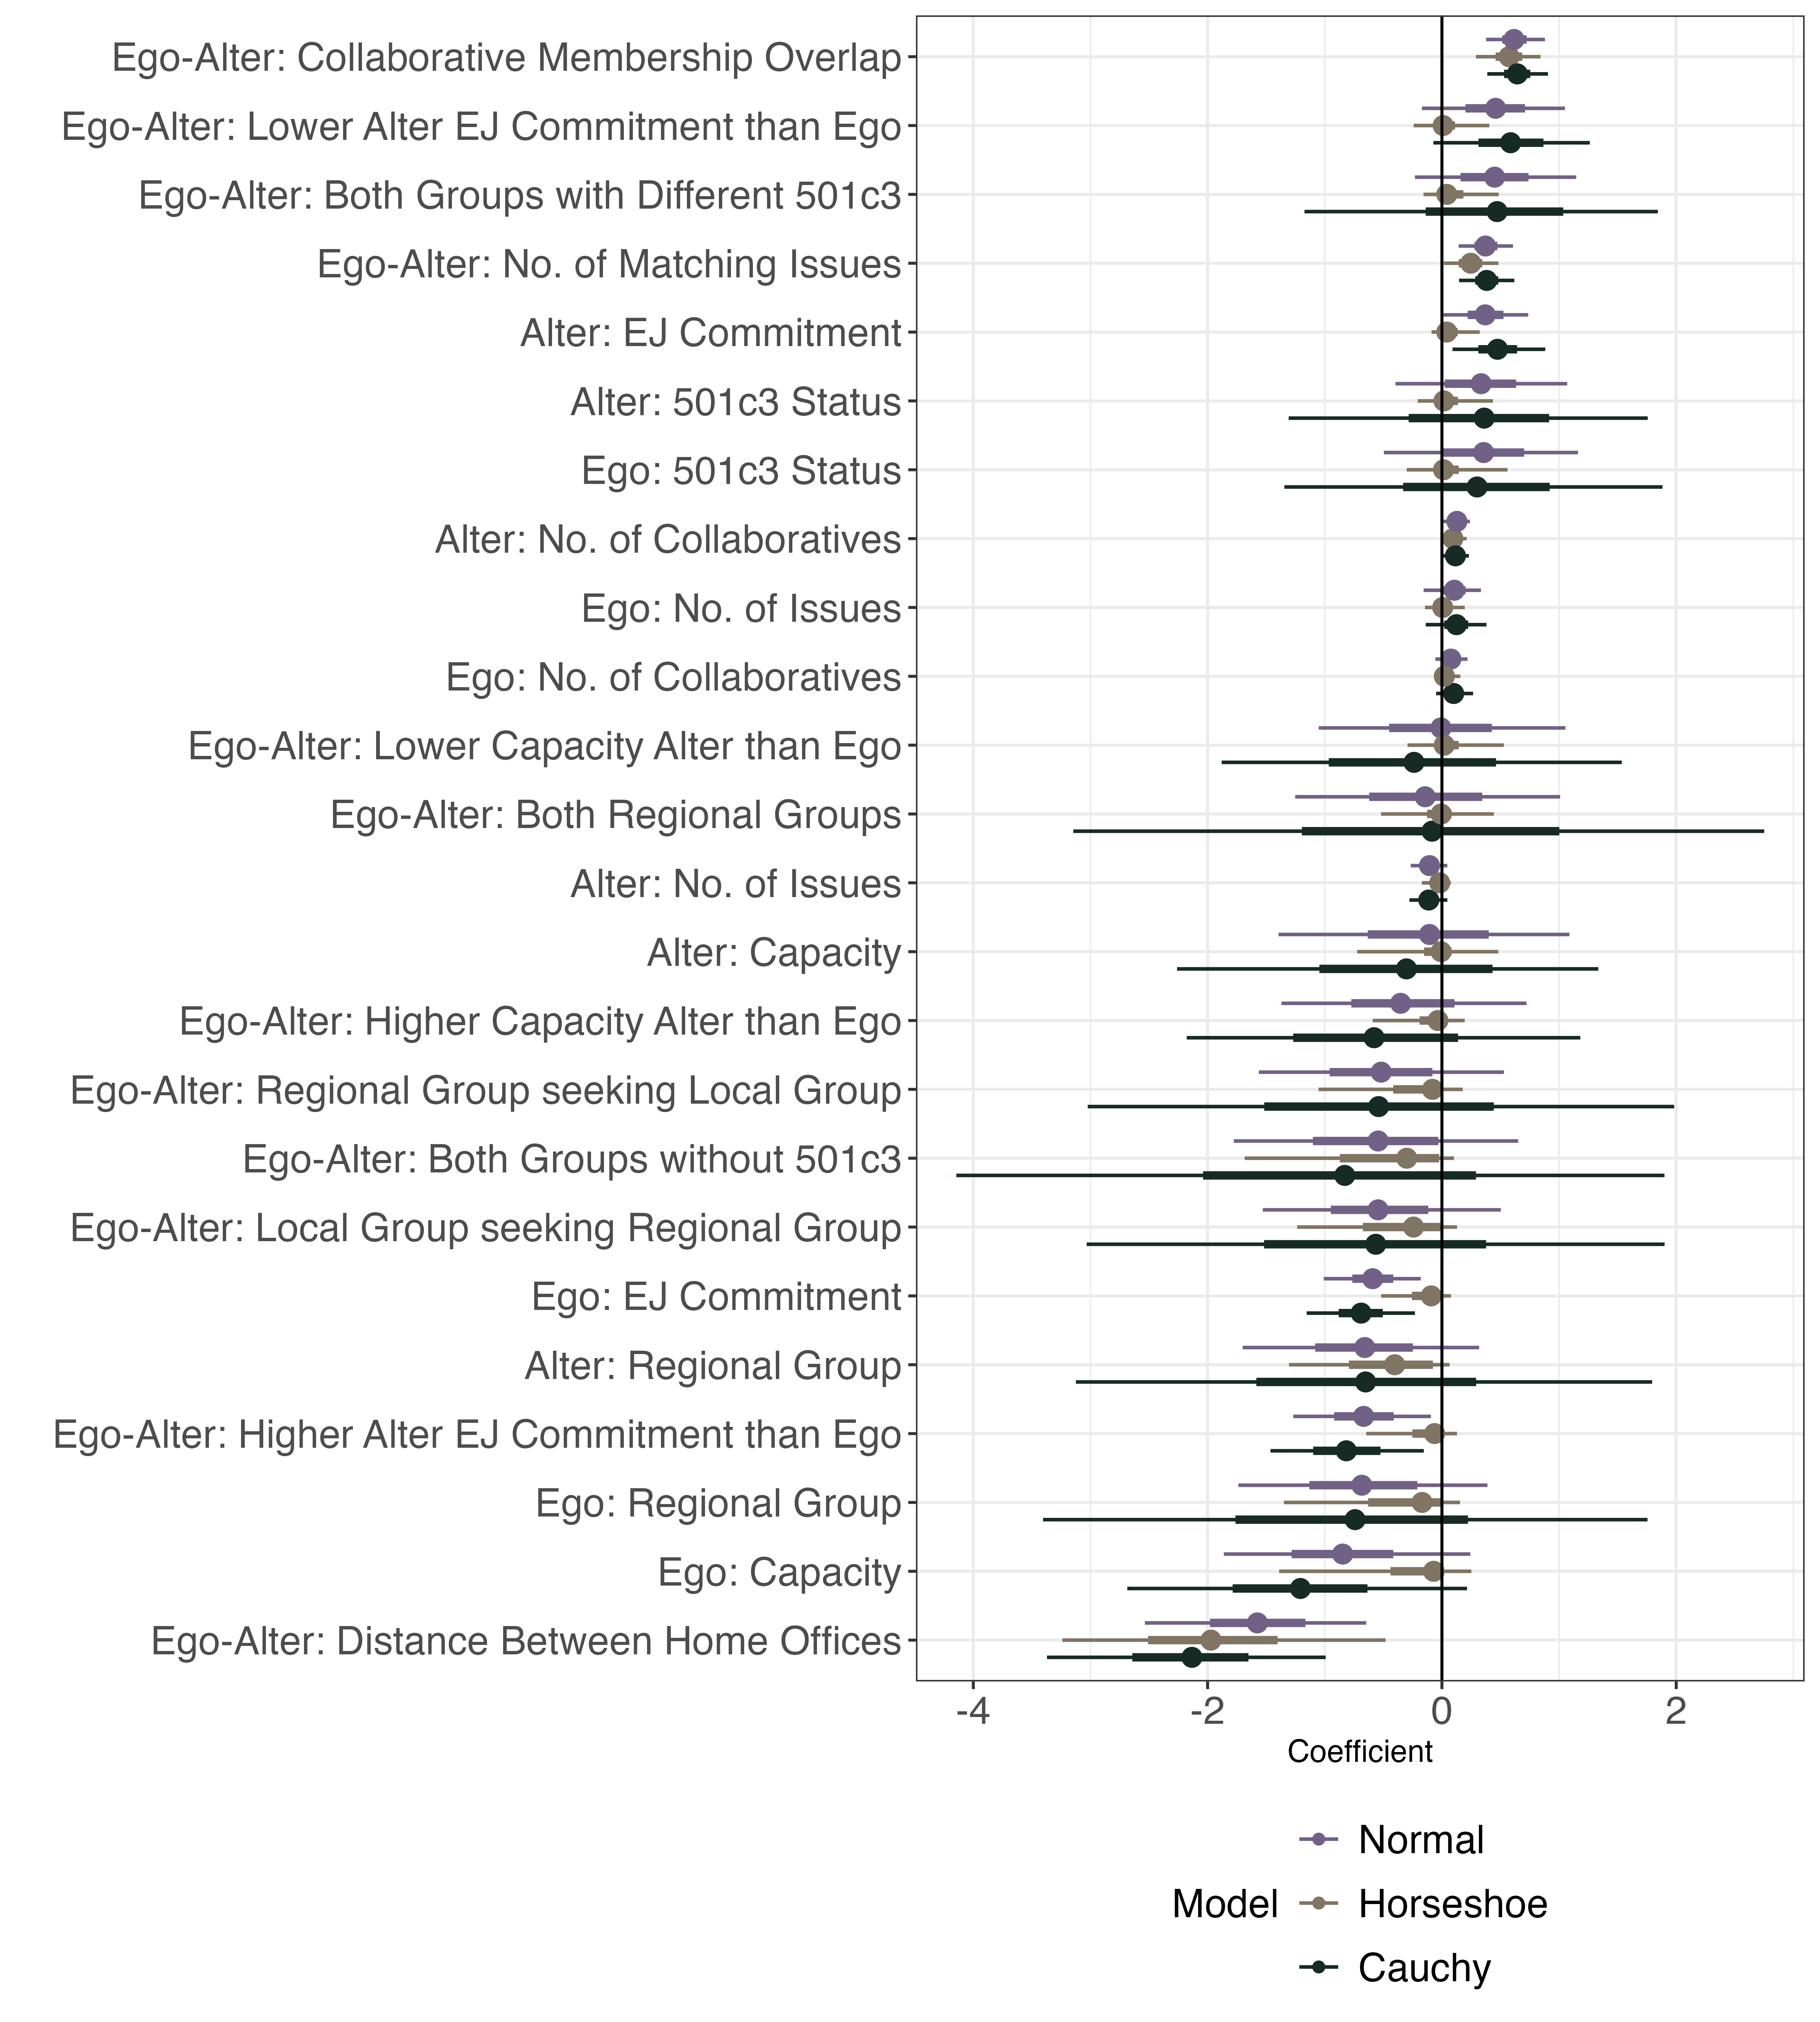 Ego-Alter: Collaborative Membership Overlap
Ego-Alter: Lower Alter EJ Commitment than Ego
Ego-Alter: Both Groups with Different 501c3
Ego-Alter: No. of Matching Issues
Alter: EJ Commitment
Alter: 501c3 Status
Ego: 501c3 Status
Alter: No. of Collaboratives
Ego: No. of Issues
Ego: No. of Collaboratives
Ego-Alter: Lower Capacity Alter than Ego
Ego-Alter: Both Regional Groups
Alter: No. of Issues
Alter: Capacity
Ego-Alter: Higher Capacity Alter than Ego
Ego-Alter: Regional Group seeking Local Group
Ego-Alter: Both Groups without 501c3
Ego-Alter: Local Group seeking Regional Group
Ego: EJ Commitment
Alter: Regional Group
Ego-Alter: Higher Alter EJ Commitment than Ego
Ego: Regional Group
Ego: Capacity
Ego-Alter: Distance Between Home Offices
-4 -2 0 2
Coefficient
Normal
Model Horseshoe
Cauchy